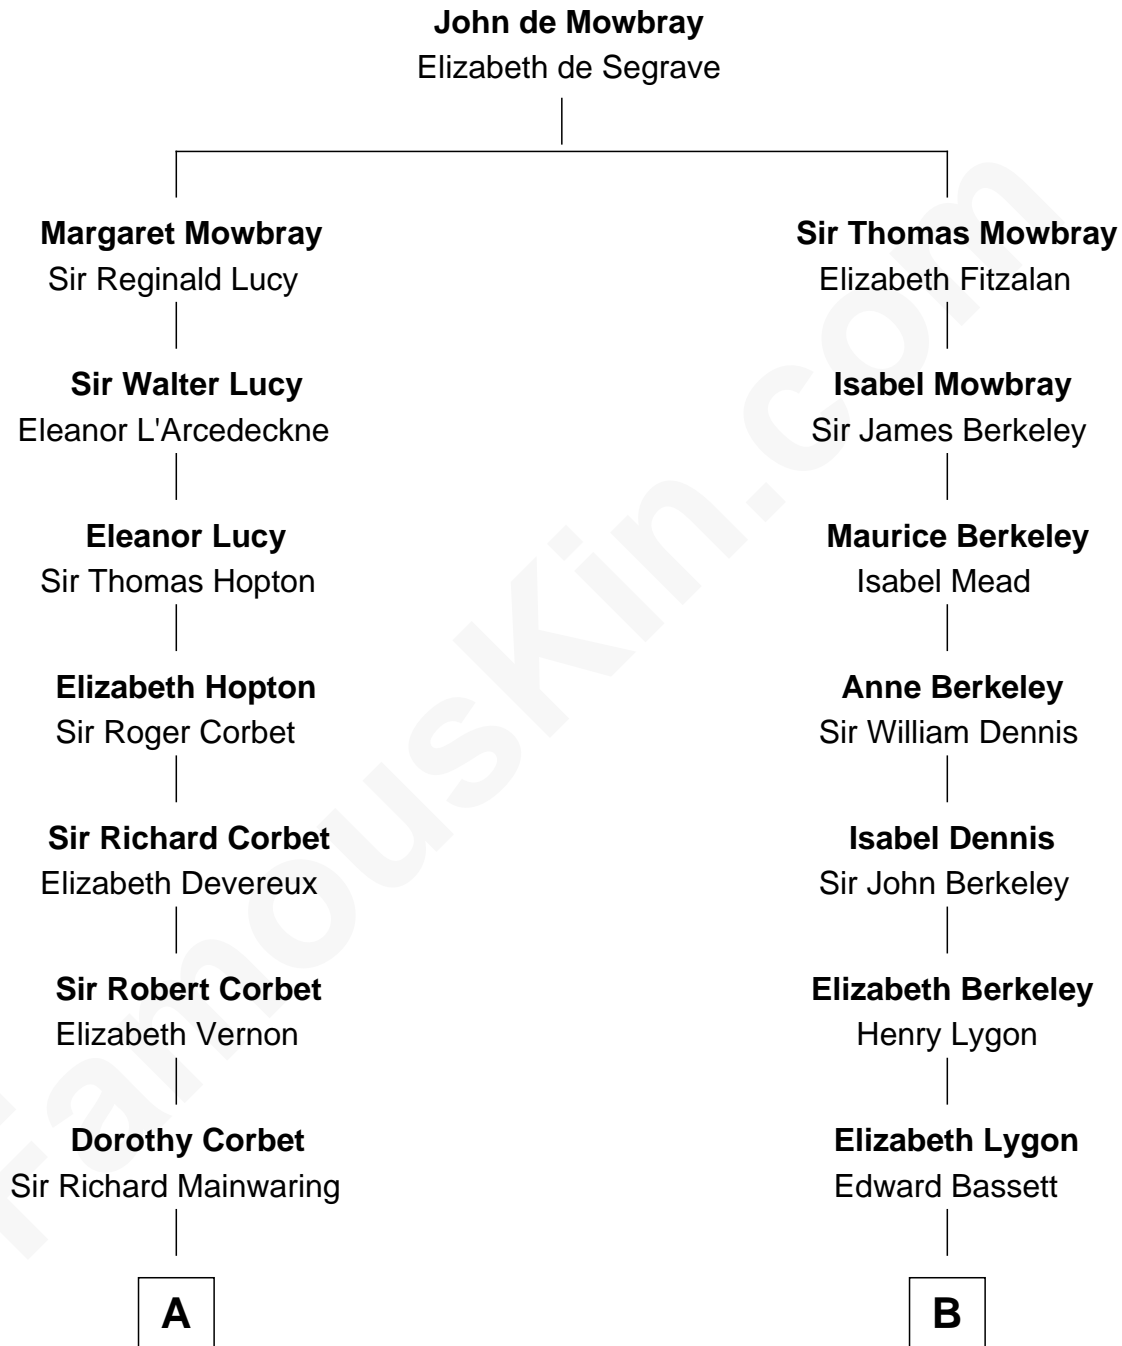 John de Mowbray
Elizabeth de Segrave
Margaret Mowbray
Sir Reginald Lucy
Sir Thomas Mowbray
Elizabeth Fitzalan
Sir Walter Lucy
Eleanor L'Arcedeckne
Isabel Mowbray
Sir James Berkeley
Eleanor Lucy
Sir Thomas Hopton
Maurice Berkeley
Isabel Mead
Elizabeth Hopton
Sir Roger Corbet
Anne Berkeley
Sir William Dennis
Sir Richard Corbet
Elizabeth Devereux
Isabel Dennis
Sir John Berkeley
Sir Robert Corbet
Elizabeth Vernon
Elizabeth Berkeley
Henry Lygon
Dorothy Corbet
Sir Richard Mainwaring
Elizabeth Lygon
Edward Bassett
A
B
FamousKin.com